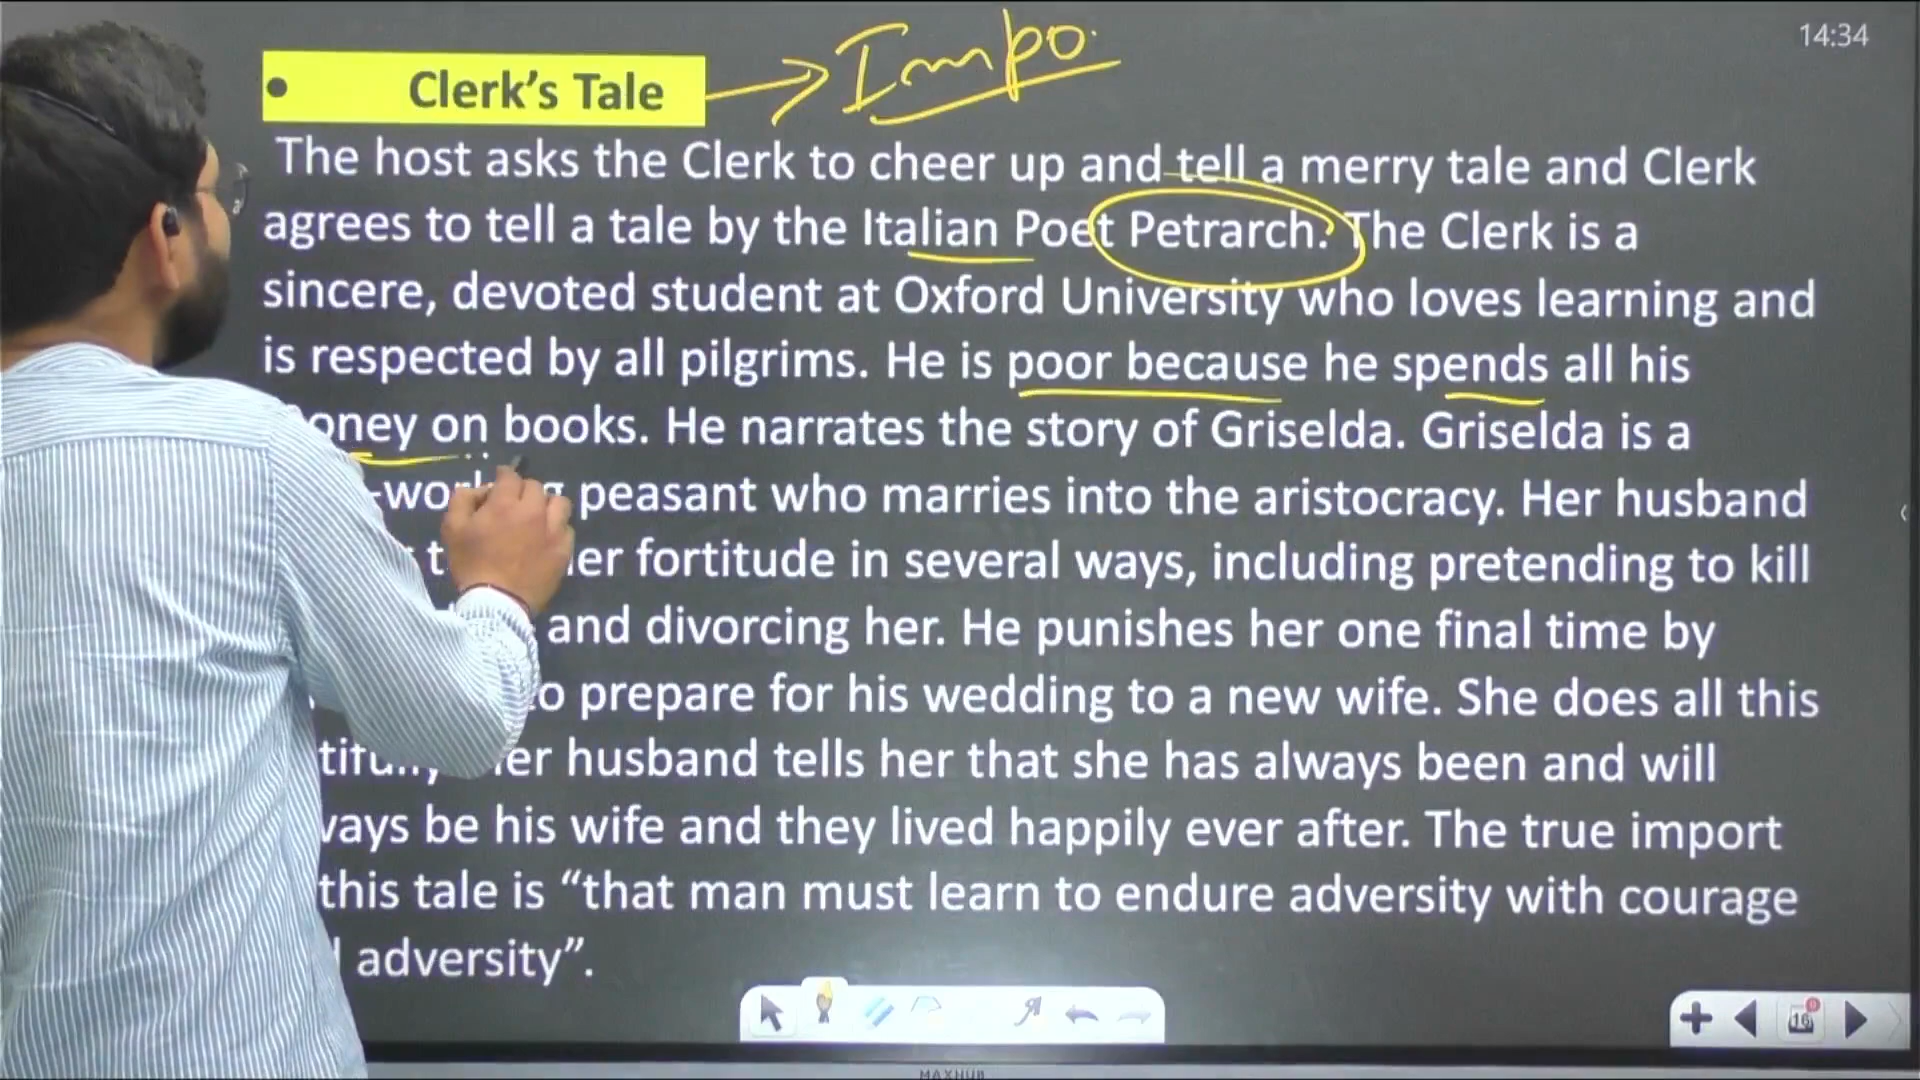 14:34
• Clerk’s Tale → Impo.
The host asks the Clerk to cheer up and tell a merry tale and Clerk
agrees to tell a tale by the Italian Poet Petrarch. The Clerk is a
sincere, devoted student at Oxford University who loves learning and
is respected by all pilgrims. He is poor because he spends all his
on books. He narrates the story of Griselda. Griselda is a
peasant who marries into the aristocracy. Her husband
fortitude in several ways, including pretending to kill
and divorcing her. He punishes her one final time by
prepare for his wedding to a new wife. She does all this
husband tells her that she has always been and will
be his wife and they lived happily ever after. The true import
this tale is “that man must learn to endure adversity with courage
adversity”.
16
MAXHUB